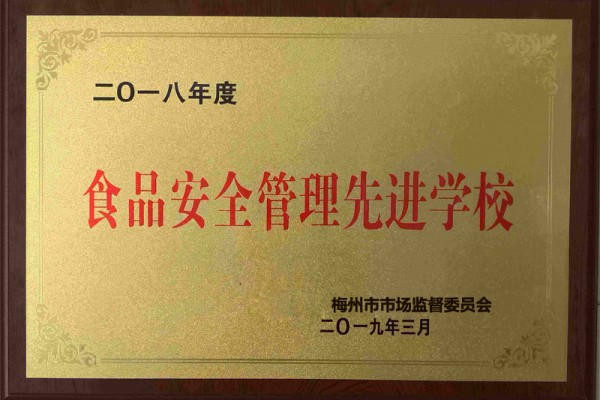 二〇一八年度
食品安全管理先进学校
梅州市市场监督委员会
二〇一九年三月